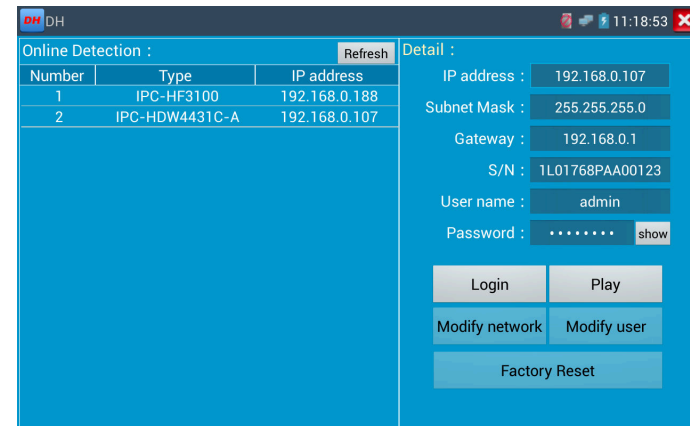 DH DH 11:18:53
Online Detection : Refresh
Number Type IP address
1 IPC-HF3100 192.168.0.188
2 IPC-HDW4431C-A 192.168.0.107
Detail :
IP address : 192.168.0.107
Subnet Mask : 255.255.255.0
Gateway : 192.168.0.1
S/N : 1L01768PAA00123
User name : admin
Password : •••••••• show
Login Play
Modify network Modify user
Factory Reset